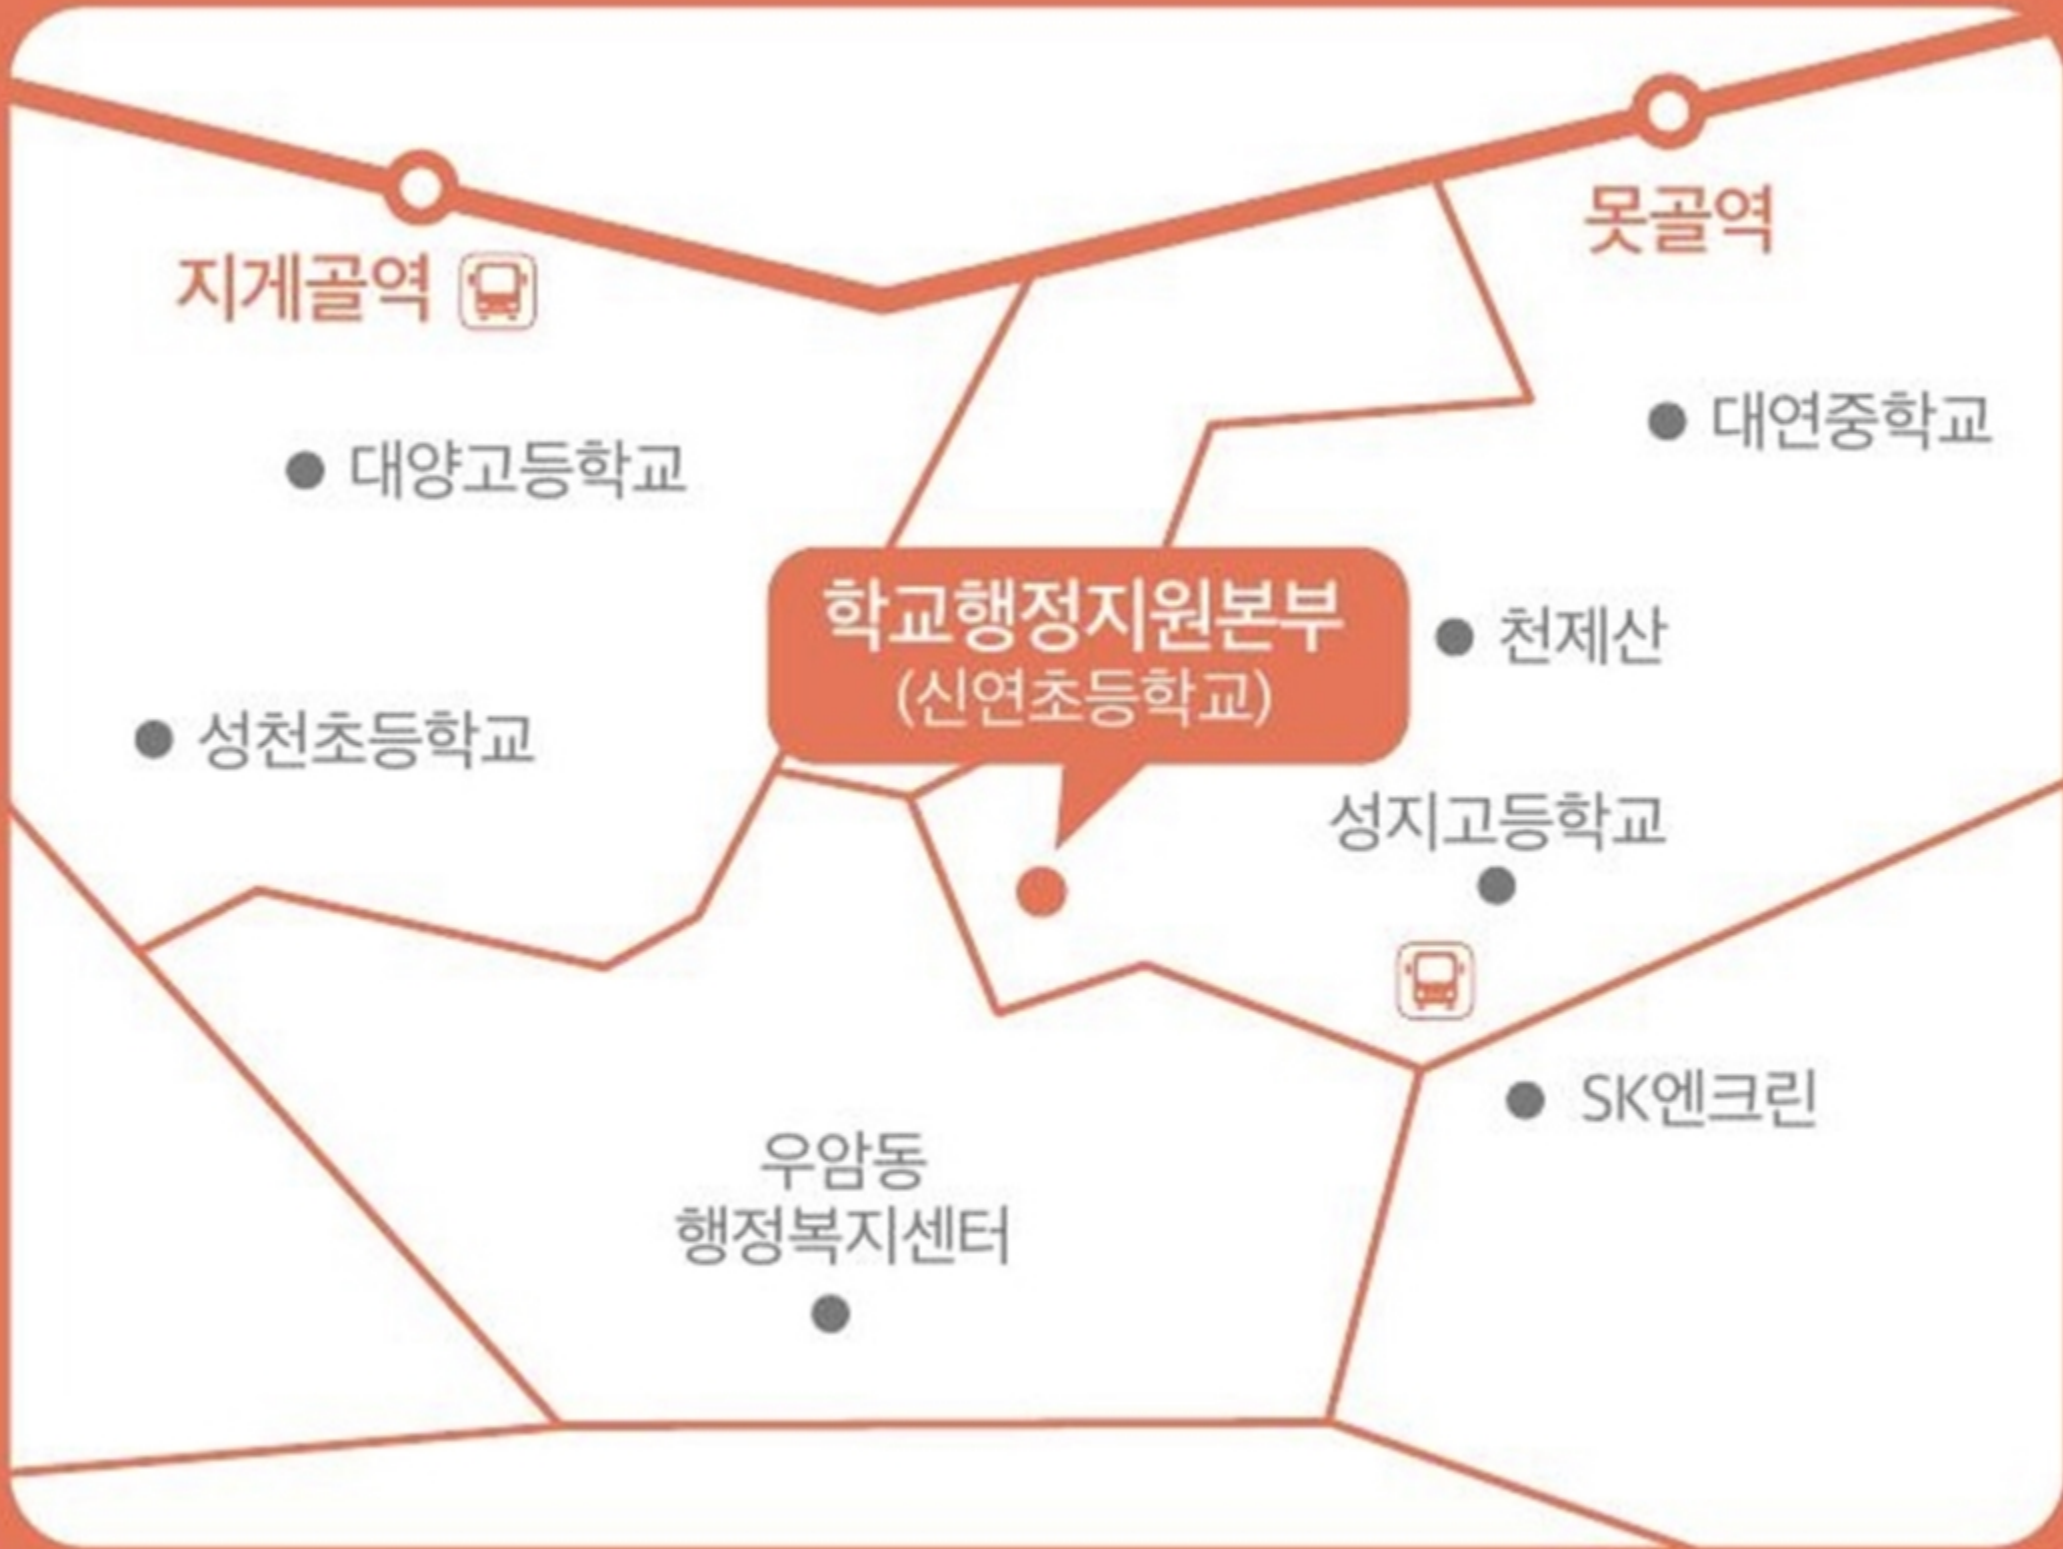 못골역
지게골역
대연중학교
대양고등학교
학교행정지원본부
(신연초등학교)
천제산
성천초등학교
성지고등학교
SK엔크린
우암동
행정복지센터